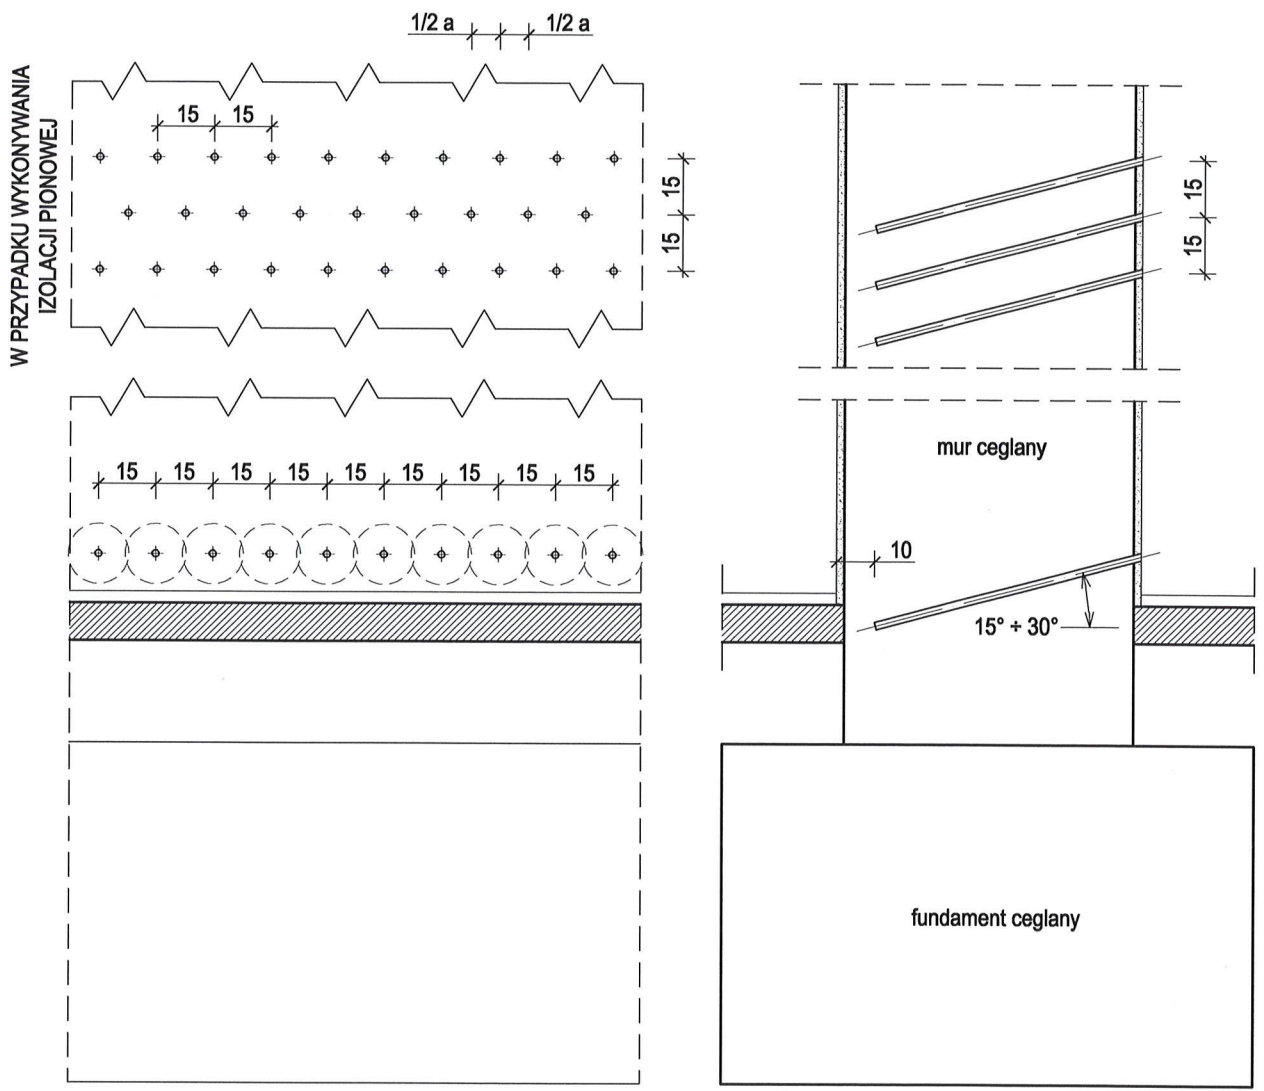 1/2 a 1/2 a
W PRZYPADKU WYKONYWANIA
IZOLACJI PIONOWEJ
15 15
15
15
15
15
15 15 15 15 15 15 15 15 15
mur ceglany
10
15° ÷ 30°
fundament ceglany